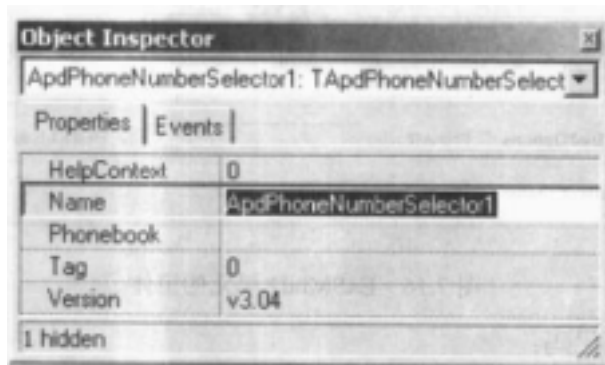 Object Inspector
ApdPhoneNumberSelector1: TApdPhoneNumberSelect
Properties Events
HelpContext 0
Name ApdPhoneNumberSelector1
Phonebook
Tag 0
Version v3.04
1 hidden